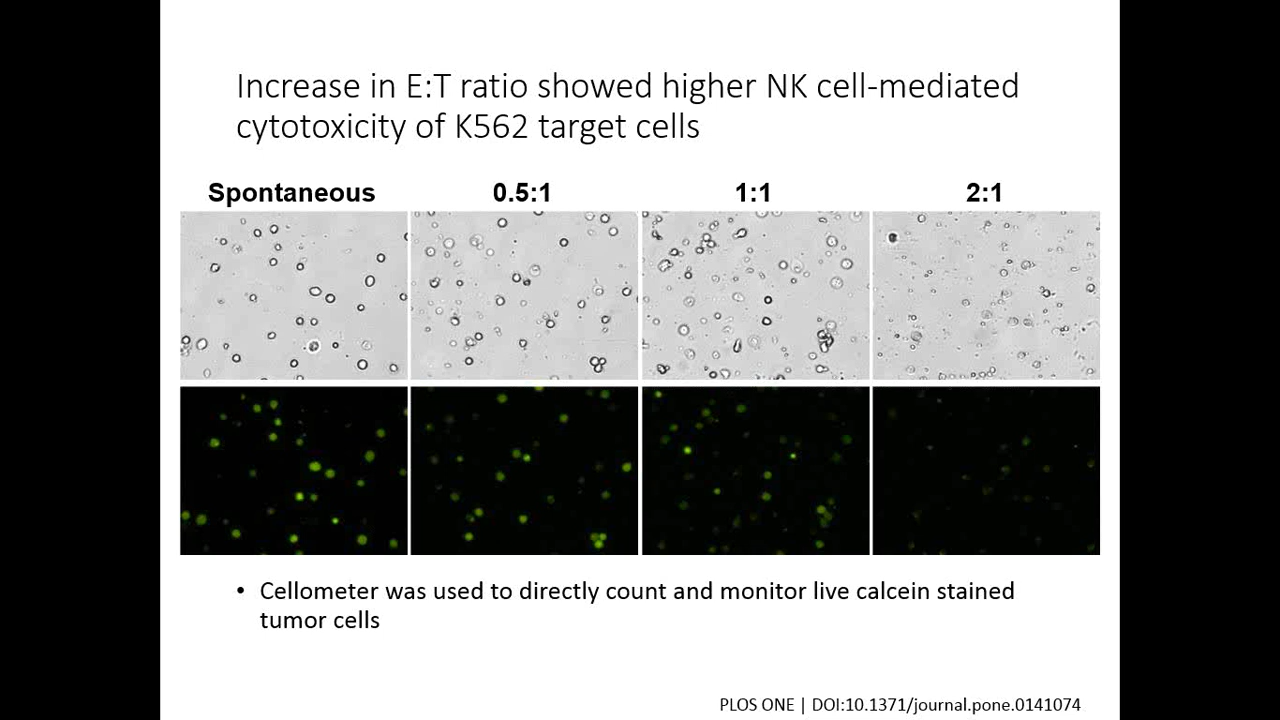 Increase in E:T ratio showed higher NK cell-mediated
cytotoxicity of K562 target cells
Spontaneous 0.5:1 1:1 2:1
• Cellometer was used to directly count and monitor live calcein stained
tumor cells
PLOS ONE | DOI:10.1371/journal.pone.0141074